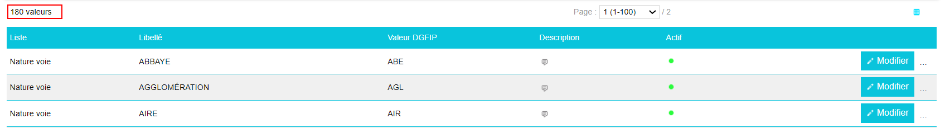 180 valeurs Page : 1 (1-100) / 2
Liste Libellé Valeur DGFIP Description Actif
Nature voie ABBAYE ABE Modifier ...
Nature voie AGGLOMÉRATION AGL Modifier ...
Nature voie AIRE AIR Modifier ...